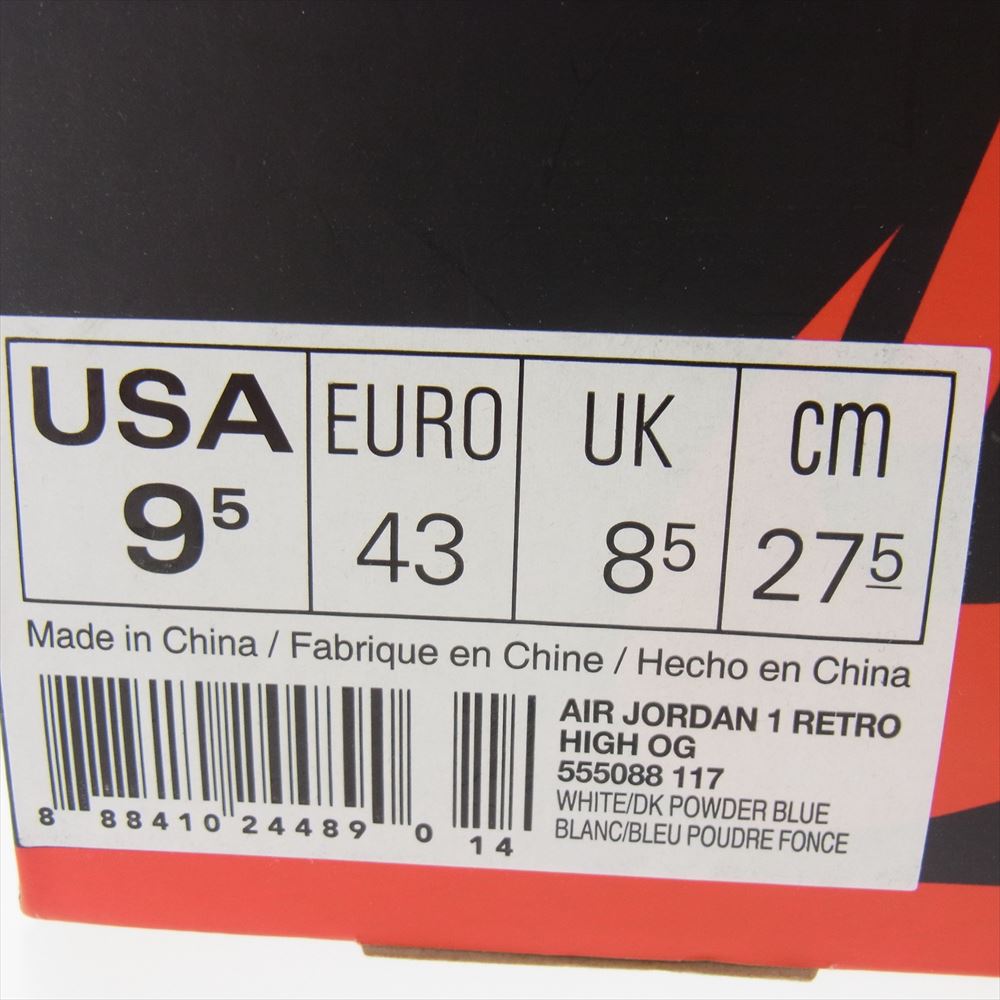 USA EURO UK cm
9⁵ 43 8⁵ 27⁵
Made in China / Fabrique en Chine / Hecho en China
AIR JORDAN 1 RETRO
HIGH OG
555088 117
WHITE/DK POWDER BLUE
BLANC/BLEU POUDRE FONCE
8 88410 24489 0 14